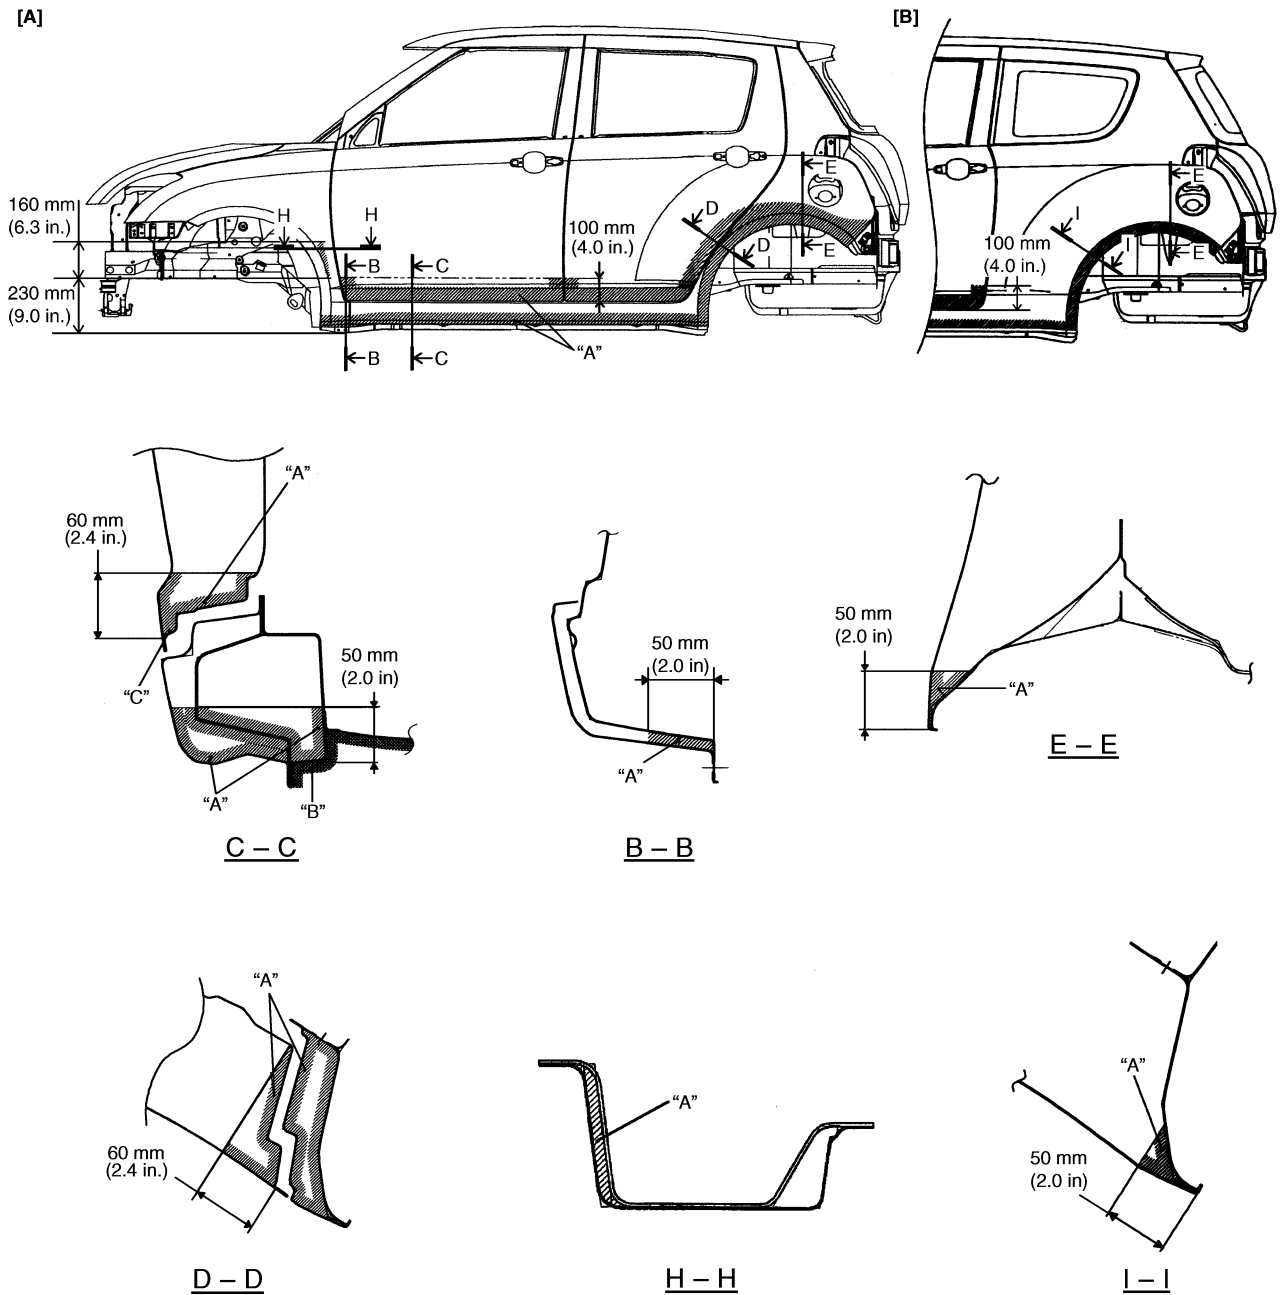 [A]
[B]
160 mm
(6.3 in.)
230 mm
(9.0 in.)
H
H
B
C
100 mm
(4.0 in.)
D
D
E
E
B
C
“A”
100 mm
(4.0 in.)
I
I
E
E
“A”
60 mm
(2.4 in.)
“C”
50 mm
(2.0 in)
“A”
“B”
C – C
50 mm
(2.0 in)
“A”
B – B
50 mm
(2.0 in)
“A”
E – E
“A”
60 mm
(2.4 in.)
D – D
“A”
H – H
“A”
50 mm
(2.0 in)
I – I